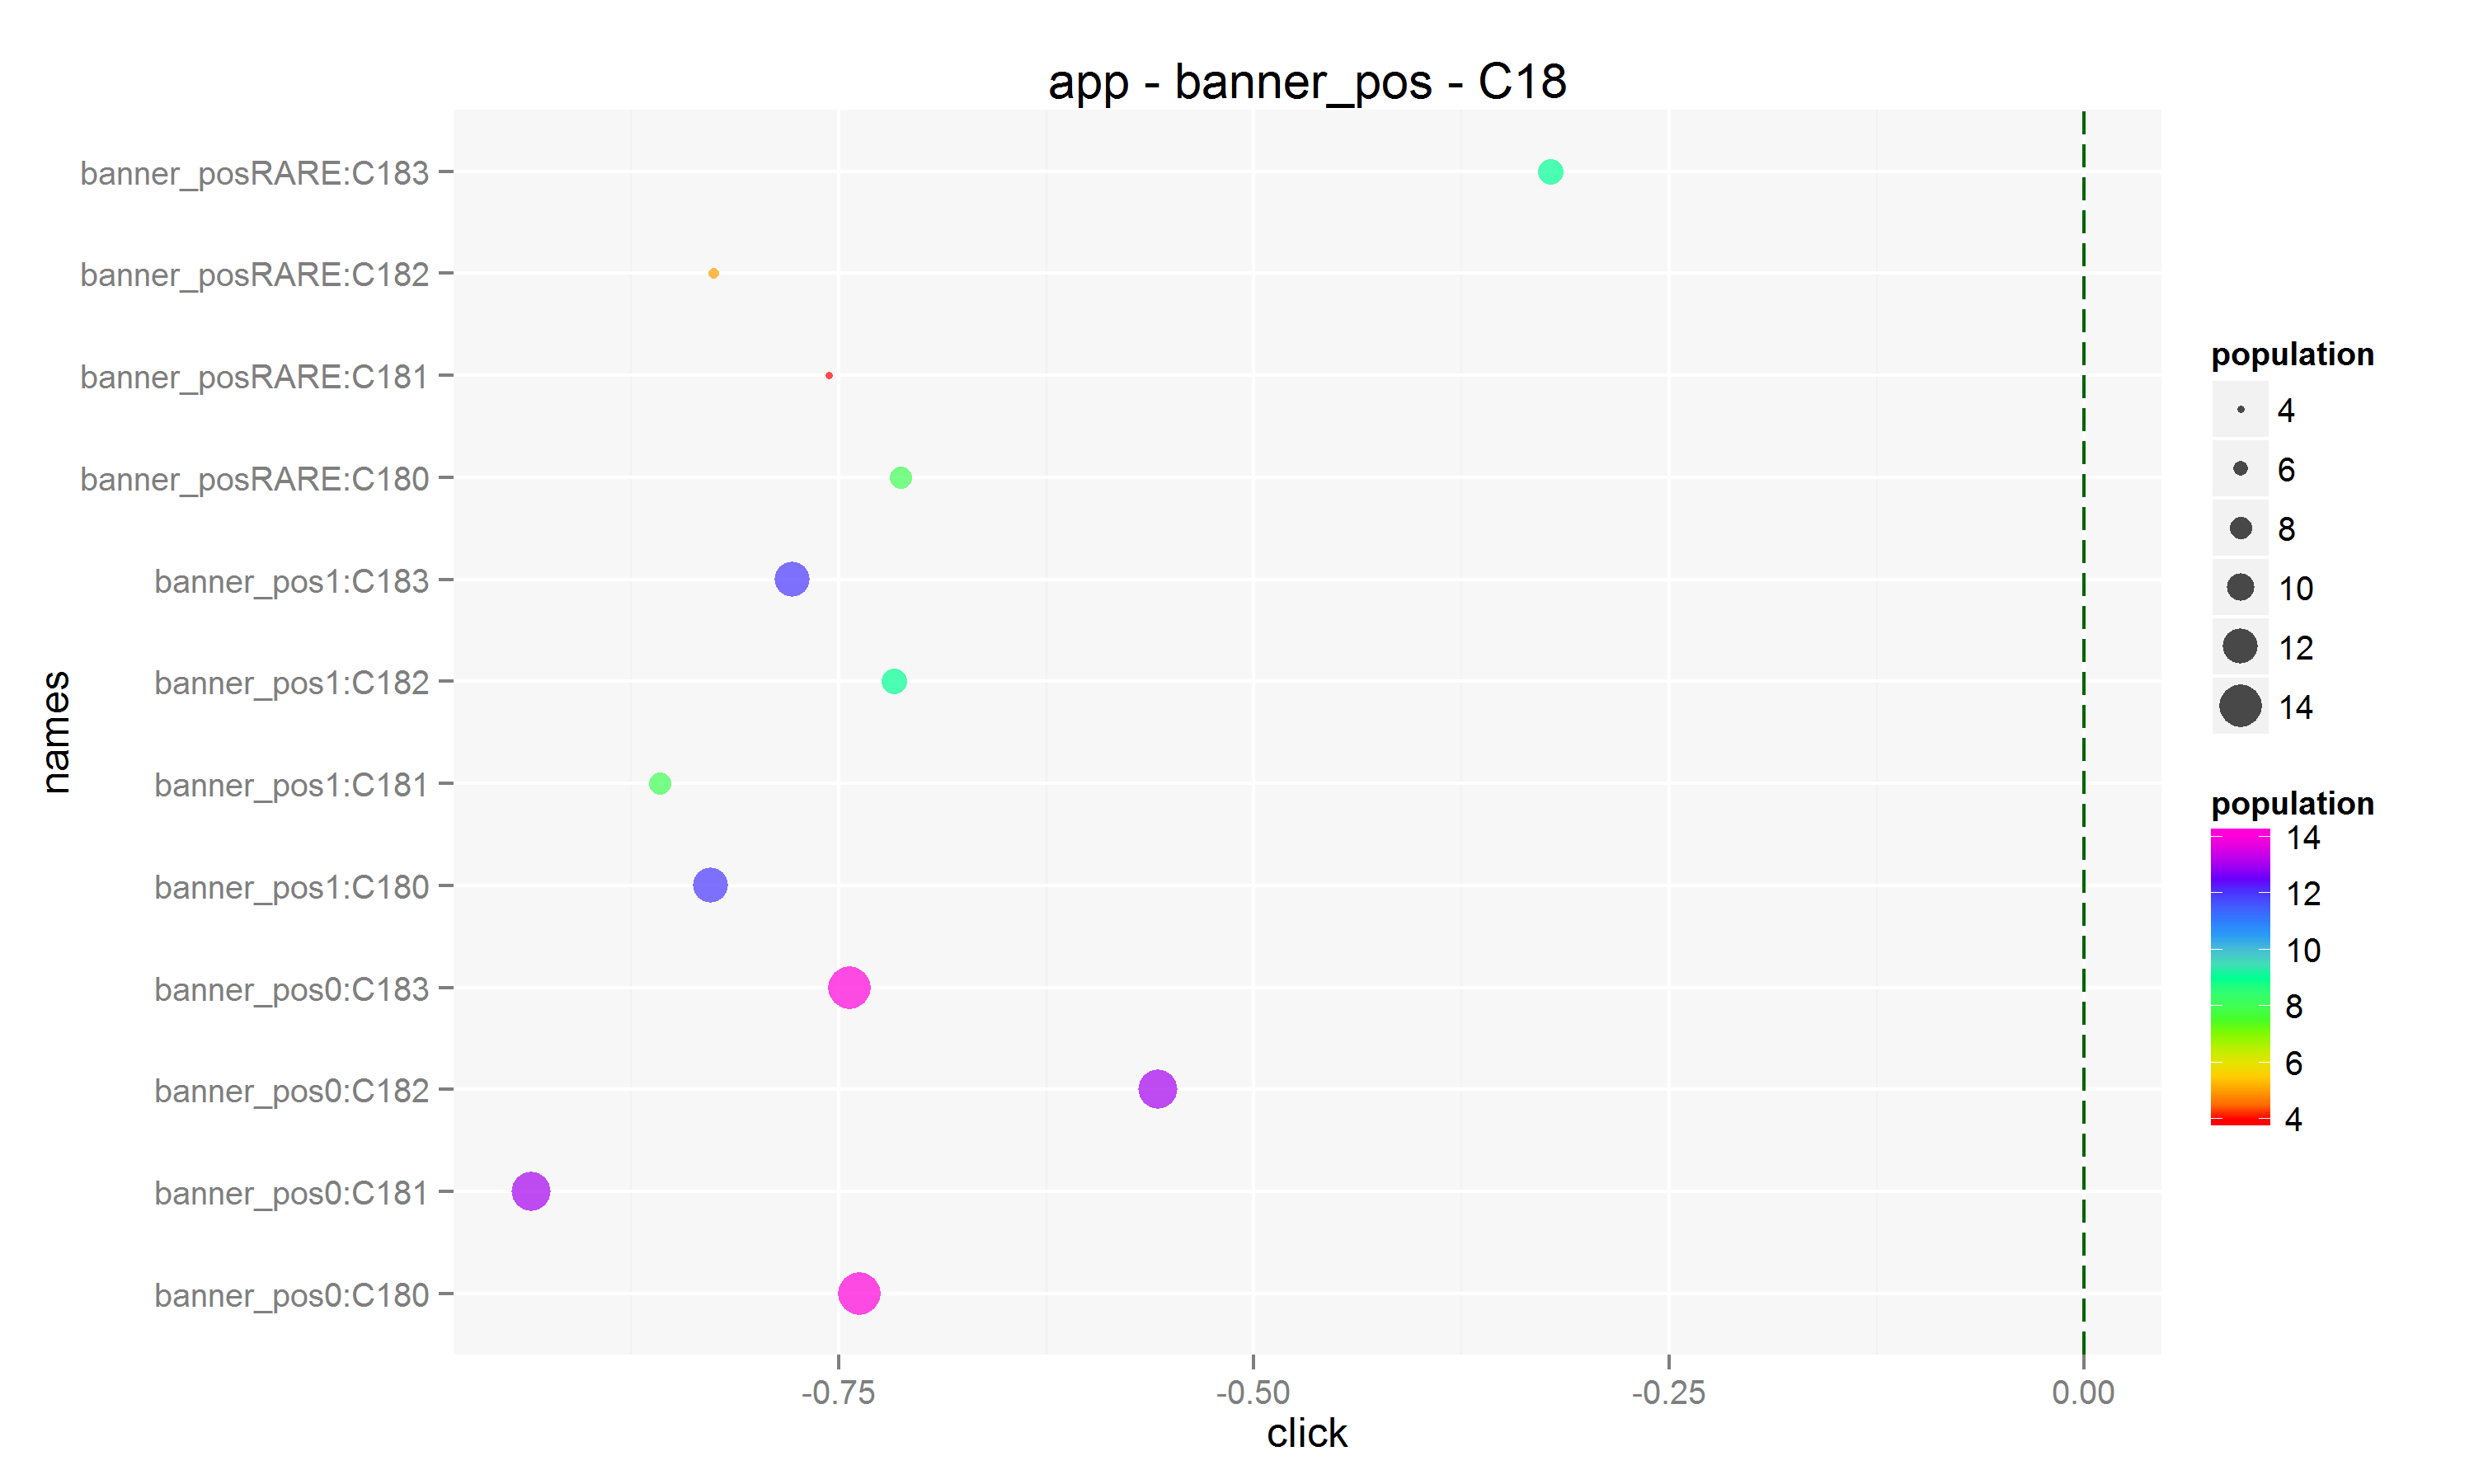 app - banner_pos - C18
banner_posRARE:C183
banner_posRARE:C182
banner_posRARE:C181
banner_posRARE:C180
banner_pos1:C183
banner_pos1:C182
banner_pos1:C181
banner_pos1:C180
banner_pos0:C183
banner_pos0:C182
banner_pos0:C181
banner_pos0:C180
names
-0.75
-0.50
-0.25
0.00
click
population
4
6
8
10
12
14
population
14
12
10
8
6
4